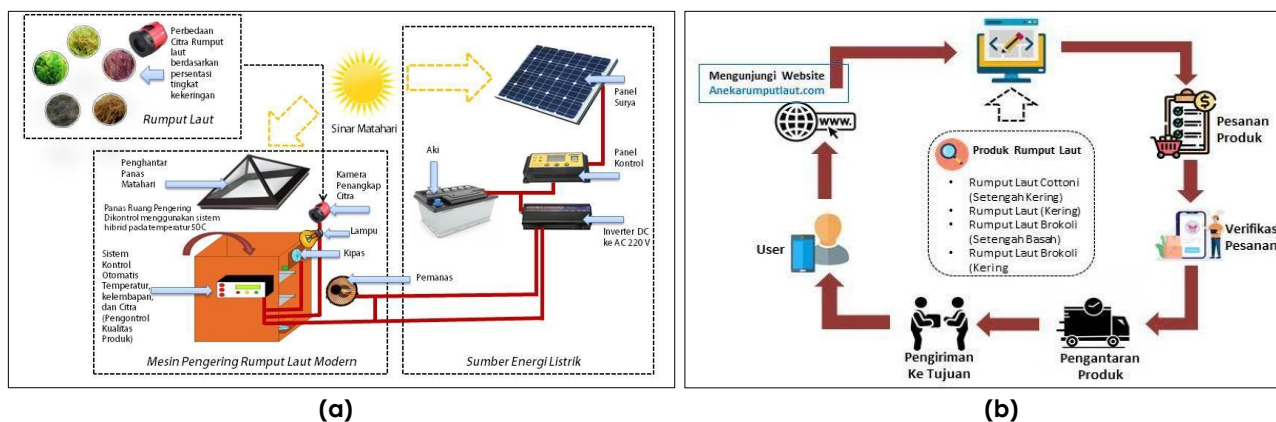 Perbedaan
Citra Rumput
laut
berdasarkan
persentasi
tingkat
kekeringan
Rumput Laut
Sinar Matahari
Panel
Surya
Panel
Kontrol
Aki
Inverter DC
ke AC 220 V
Sumber Energi Listrik
Penghantar
Panas
Matahari
Kamera
Penangkap
Citra
Panas Ruang Pengering
Dikontrol menggunakan sistem
hibrid pada temperatur 50C
Lampu
Kipas
Pemanas
Sistem
Kontrol
Otomatis
Temperatur,
kelembapan,
dan Citra
(Pengontrol
Kualitas
Produk)
Mesin Pengering Rumput Laut Modern
(a)
Mengunjungi Website
Anekarumputlaut.com
www.
Pesanan
Produk
Produk Rumput Laut
• Rumput Laut Cottoni
(Setengah Kering)
• Rumput Laut (Kering)
• Rumput Laut Brokoli
(Setengah Basah)
• Rumput Laut Brokoli
(Kering
Verifikasi
Pesanan
User
Pengiriman
Ke Tujuan
Pengantaran
Produk
(b)